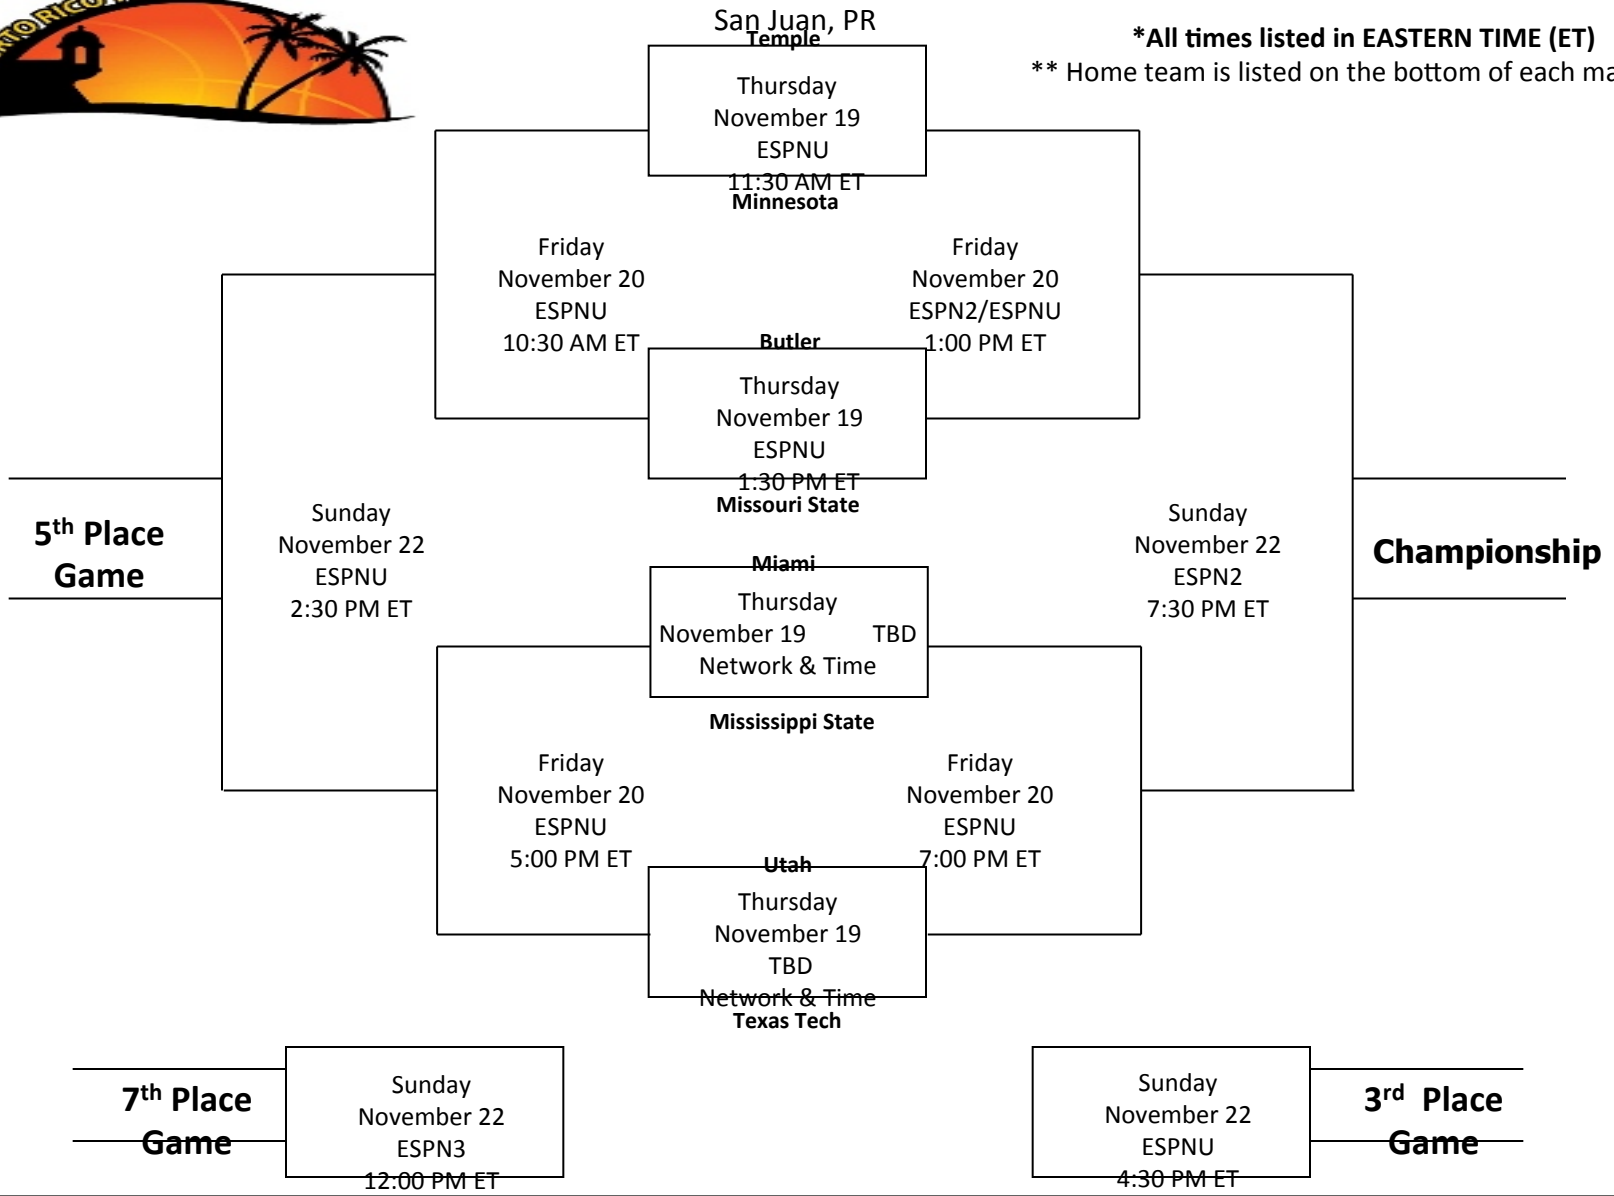 RTO RICO
San Juan, PR
*All times listed in EASTERN TIME (ET)
** Home team is listed on the bottom of each
Temple
Thursday
November 19
ESPNU
11:30 AM ET
Minnesota
Friday
November 20
ESPNU
10:30 AM ET
Friday
November 20
ESPN2/ESPNU
1:00 PM ET
Butler
Thursday
November 19
ESPNU
1:30 PM ET
Missouri State
5th Place
Game
Sunday
November 22
ESPNU
2:30 PM ET
Sunday
November 22
ESPN2
7:30 PM ET
Championship
Miami
Thursday
November 19 TBD
Network & Time
Mississippi State
Friday
November 20
ESPNU
5:00 PM ET
Friday
November 20
ESPNU
7:00 PM ET
Utah
Thursday
November 19
TBD
Network & Time
Texas Tech
7th Place
Game
Sunday
November 22
ESPN3
12:00 PM ET
Sunday
November 22
ESPNU
4:30 PM ET
3rd Place
Game